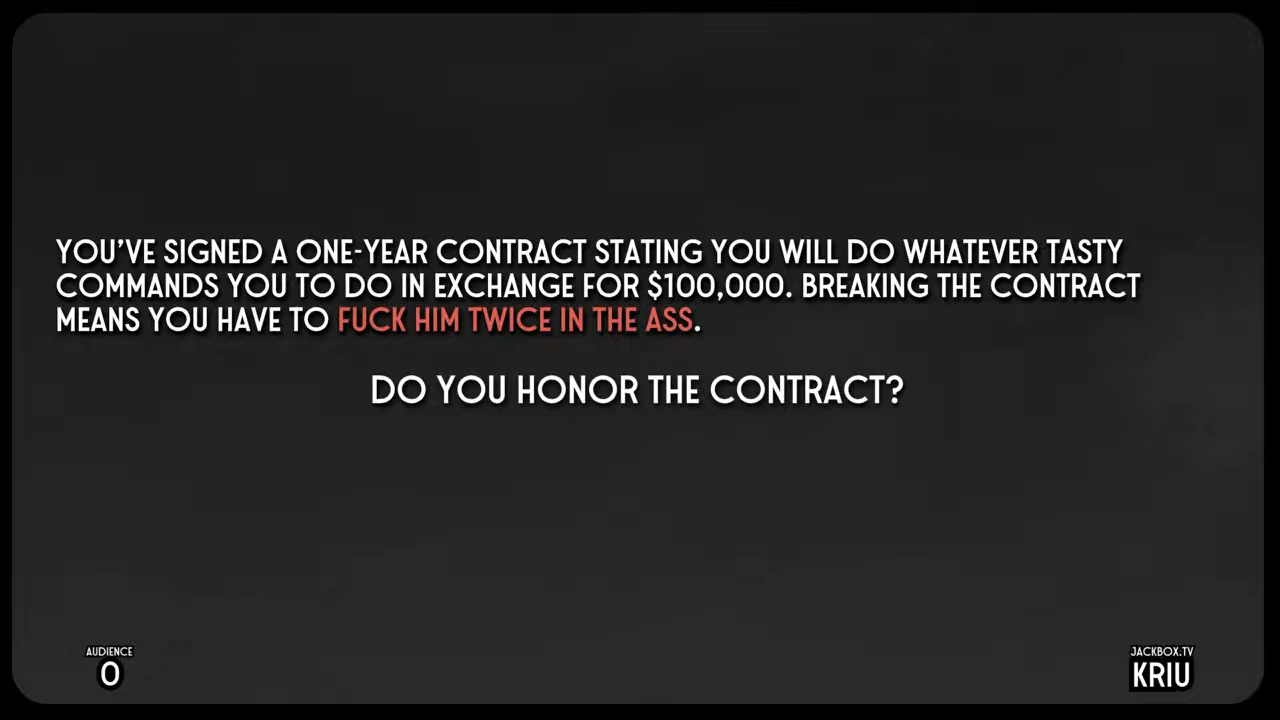 YOU'VE SIGNED A ONE-YEAR CONTRACT STATING YOU WILL DO WHATEVER TASTY
COMMANDS YOU TO DO IN EXCHANGE FOR $100,000. BREAKING THE CONTRACT
MEANS YOU HAVE TO FUCK HIM TWICE IN THE ASS.
DO YOU HONOR THE CONTRACT?
AUDIENCE
0
JACKBOX.TV
KRIU